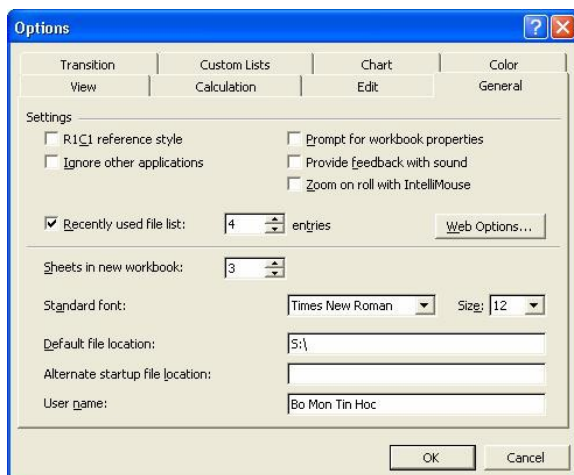 Options
Transition Custom Lists Chart Color
View Calculation Edit General
Settings
R1C1 reference style Prompt for workbook properties
Ignore other applications Provide feedback with sound
Zoom on roll with IntelliMouse
Recently used file list: 4 entries Web Options...
Sheets in new workbook: 3
Standard font: Times New Roman Size: 12
Default file location: S:\
Alternate startup file location:
User name: Bo Mon Tin Hoc
OK Cancel